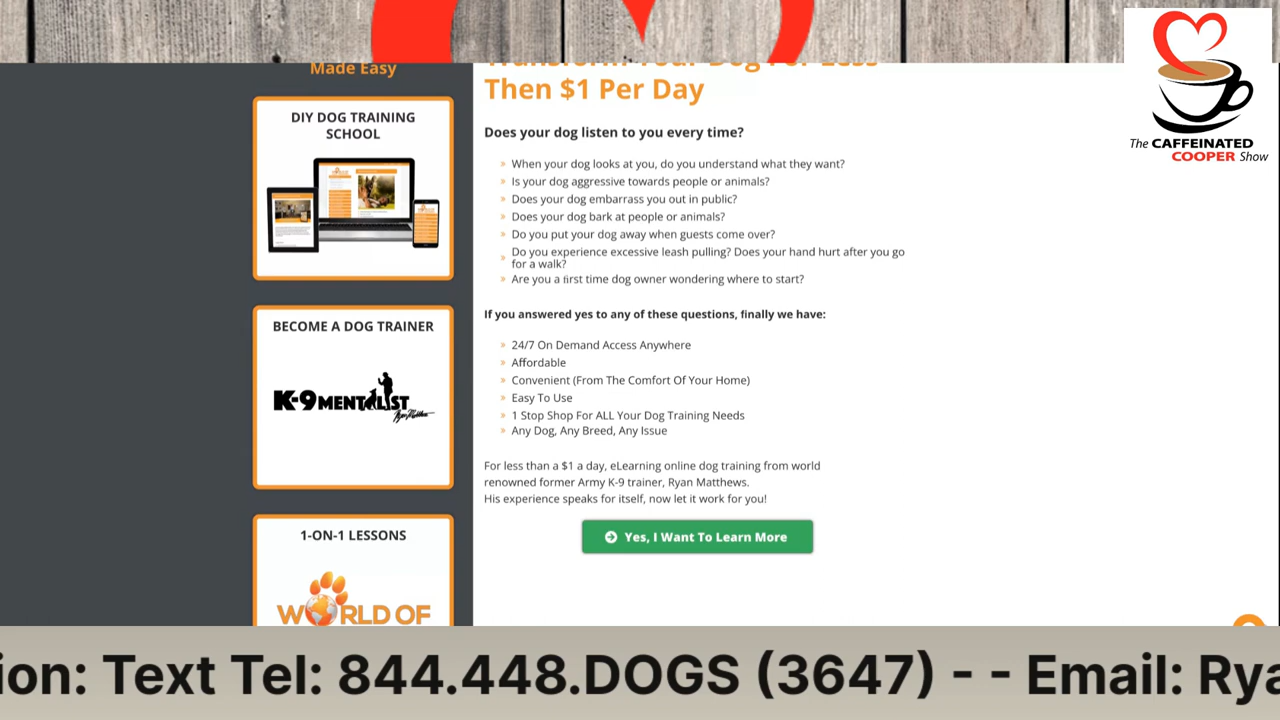 Made Easy
DIY DOG TRAINING
SCHOOL
BECOME A DOG TRAINER
K-9 MENTALIST
1-ON-1 LESSONS
WORLD OF
Then $1 Per Day
Does your dog listen to you every time?
» When your dog looks at you, do you understand what they want?
» Is your dog aggressive towards people or animals?
» Does your dog embarrass you out in public?
» Does your dog bark at people or animals?
» Do you put your dog away when guests come over?
» Do you experience excessive leash pulling? Does your hand hurt after you go
for a walk?
» Are you a first time dog owner wondering where to start?
If you answered yes to any of these questions, finally we have:
» 24/7 On Demand Access Anywhere
» Affordable
» Convenient (From The Comfort Of Your Home)
» Easy To Use
» 1 Stop Shop For ALL Your Dog Training Needs
» Any Dog, Any Breed, Any Issue
For less than a $1 a day, eLearning online dog training from world
renowned former Army K-9 trainer, Ryan Matthews.
His experience speaks for itself, now let it work for you!
Yes, I Want To Learn More
The CAFFEINATED
COOPER Show
ion: Text Tel: 844.448.DOGS (3647) - - Email: Rya